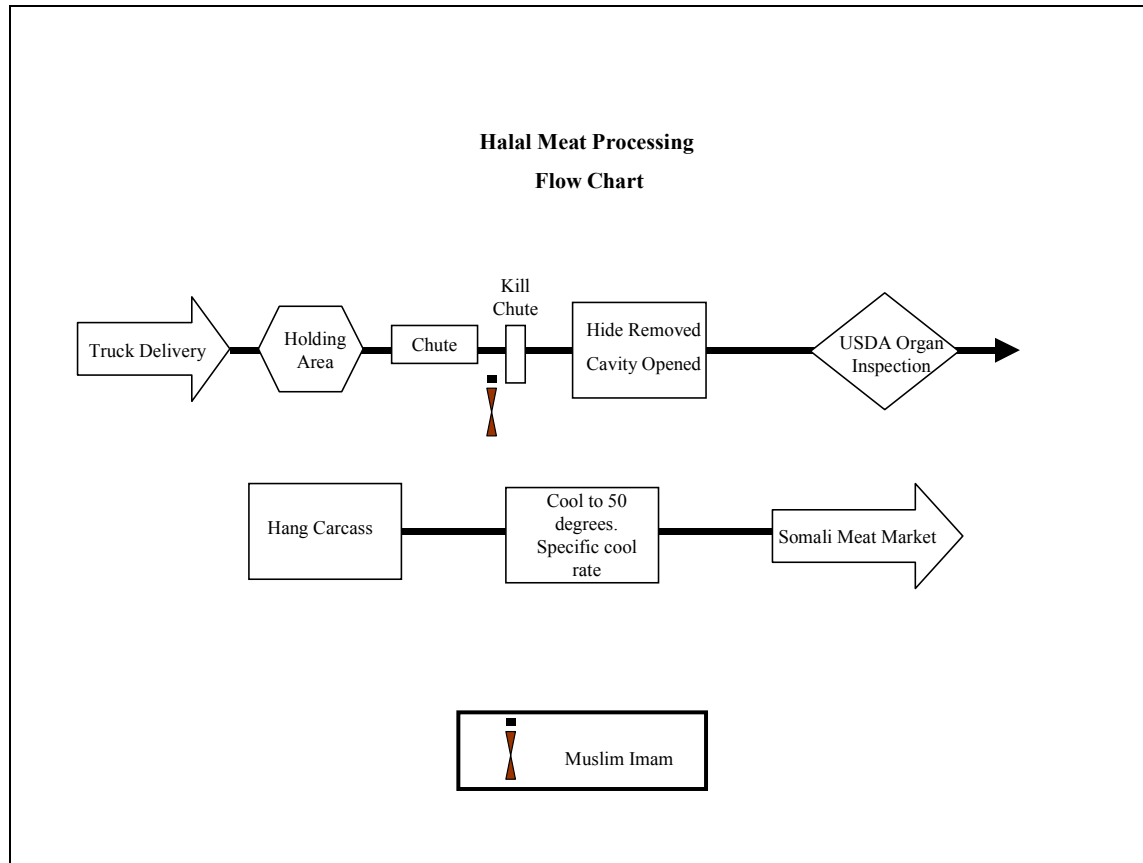 Halal Meat Processing
Flow Chart
Kill
Chute
Truck Delivery
Holding
Area
Chute
Hide Removed
Cavity Opened
USDA Organ
Inspection
Hang Carcass
Cool to 50
degrees.
Specific cool
rate
Somali Meat Market
Muslim Imam